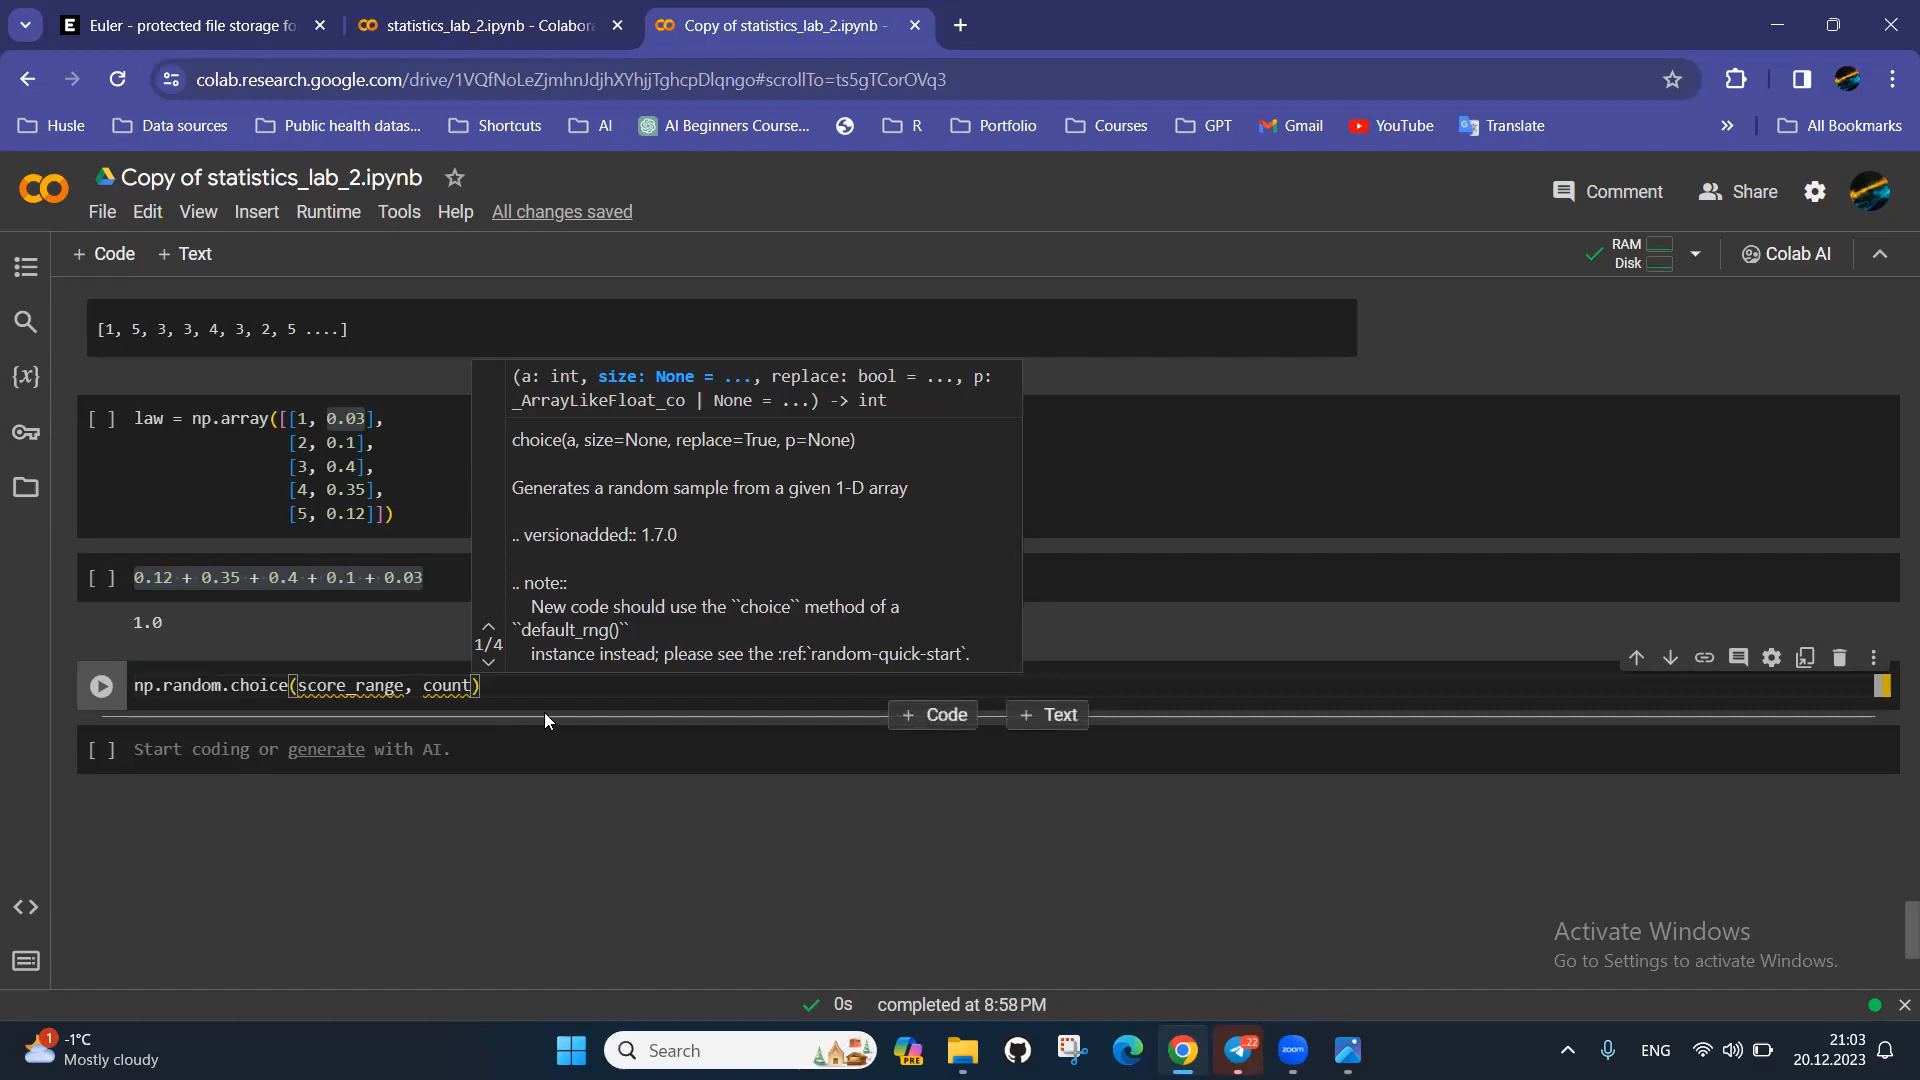 Euler - protected file storage fo
statistics_lab_2.ipynb - Colabora
Copy of statistics_lab_2.ipynb -
colab.research.google.com/drive/1VQfNoLeZjmhnJdjhXYhjjTghcpDlqngo#scrollTo=ts5gTCorOVq3
Husle
Data sources
Public health datas...
Shortcuts
AI
AI Beginners Course...
R
Portfolio
Courses
GPT
Gmail
YouTube
Translate
All Bookmarks
Copy of statistics_lab_2.ipynb
Comment
Share
File Edit View Insert Runtime Tools Help All changes saved
+ Code + Text
RAM
Disk
Colab AI
[1, 5, 3, 3, 4, 3, 2, 5 ....]
(a: int, size: None = ..., replace: bool = ..., p:
_ArrayLikeFloat_co | None = ...) -> int
choice(a, size=None, replace=True, p=None)
Generates a random sample from a given 1-D array
.. versionadded:: 1.7.0
.. note::
New code should use the ``choice`` method of a
``default_rng()``
instance instead; please see the :ref:`random-quick-start`.
1/4
[ ] law = np.array([[1, 0.03],
[2, 0.1],
[3, 0.4],
[4, 0.35],
[5, 0.12]])
[ ] 0.12 + 0.35 + 0.4 + 0.1 + 0.03
1.0
np.random.choice(score_range, count)
+ Code + Text
[ ] Start coding or generate with AI.
Activate Windows
Go to Settings to activate Windows.
0s completed at 8:58 PM
1
-1°C
Mostly cloudy
Search
PRE
22
zoom
ENG
21:03
20.12.2023